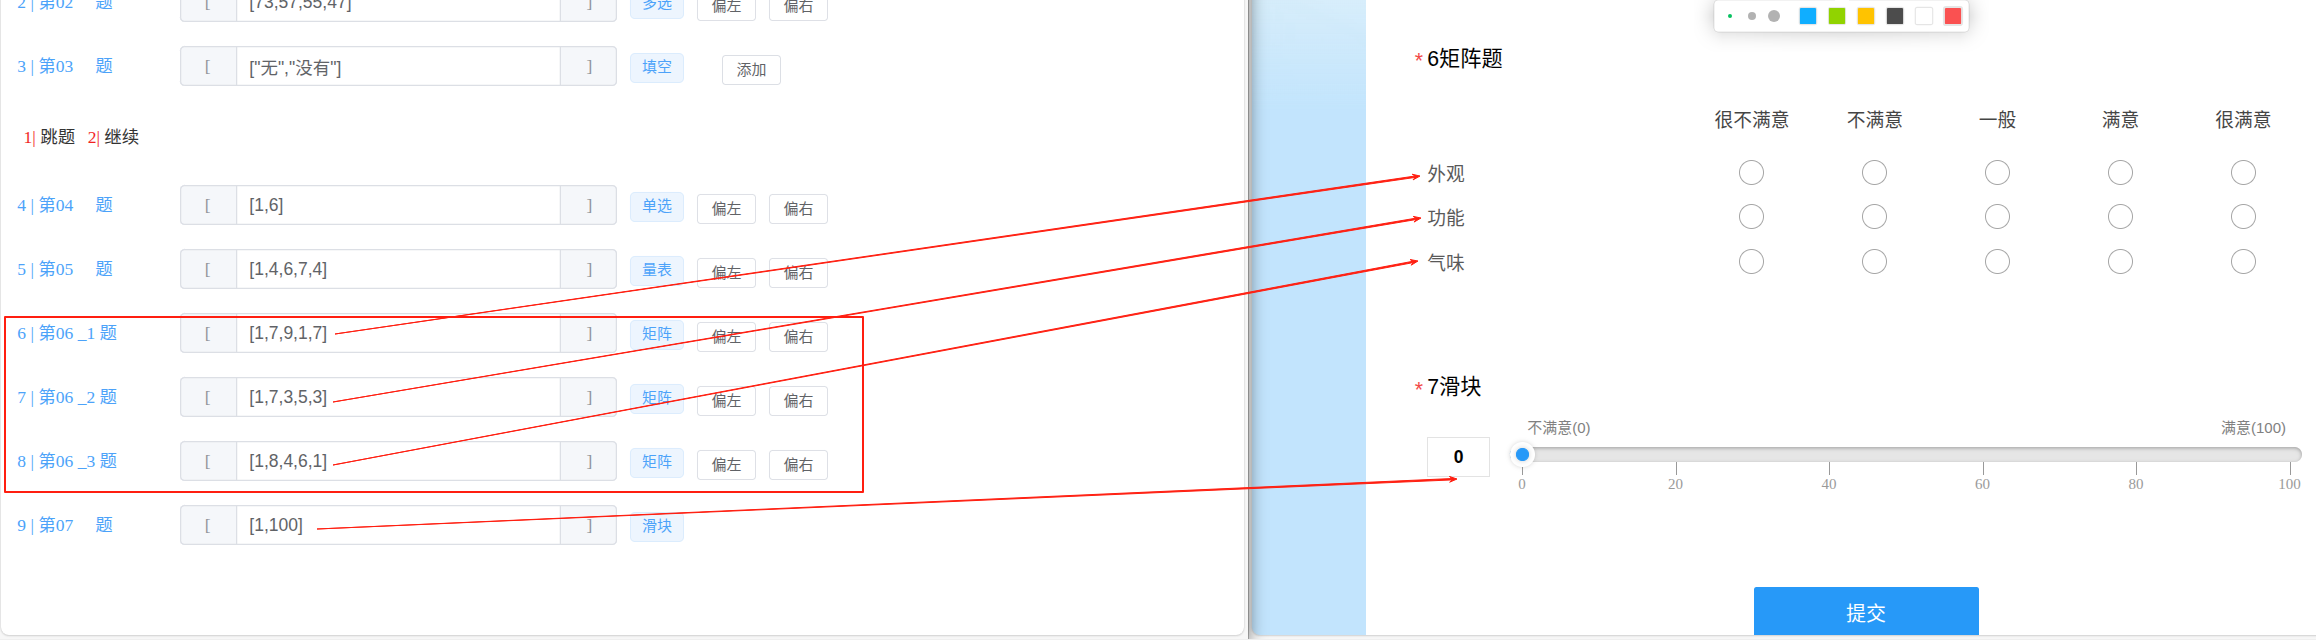 2 | 第02 题 [ [73,57,55,47] ] 多选 偏左 偏右
3 | 第03 题 [ ["无","没有"] ] 填空 添加
1| 跳题 2| 继续
4 | 第04 题 [ [1,6] ] 单选 偏左 偏右
5 | 第05 题 [ [1,4,6,7,4] ] 量表 偏左 偏右
6 | 第06 _1 题 [ [1,7,9,1,7] ] 矩阵 偏左 偏右
7 | 第06 _2 题 [ [1,7,3,5,3] ] 矩阵 偏左 偏右
8 | 第06 _3 题 [ [1,8,4,6,1] ] 矩阵 偏左 偏右
9 | 第07 题 [ [1,100] ] 滑块
* 6矩阵题
很不满意 不满意 一般 满意 很满意
外观
功能
气味
* 7滑块
不满意(0) 满意(100)
0
0 20 40 60 80 100
提交